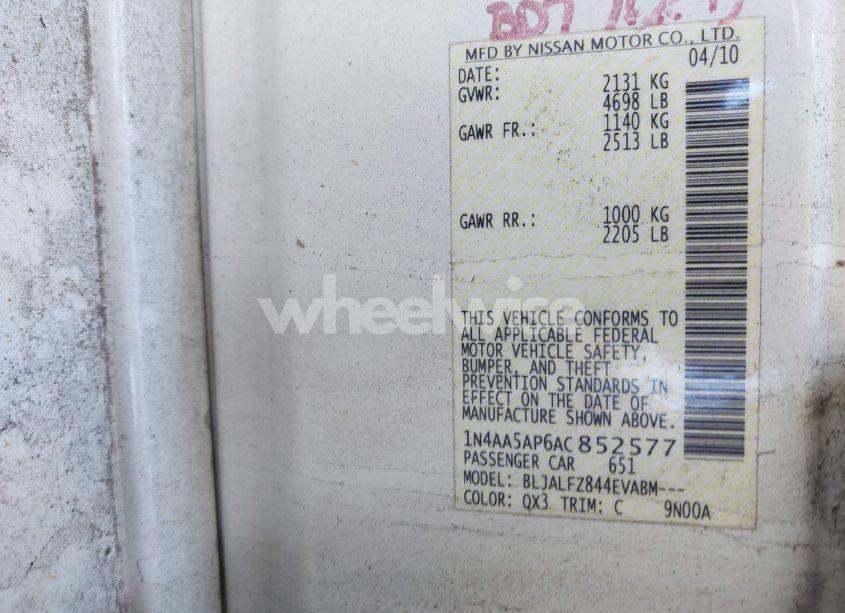 MFD BY NISSAN MOTOR CO., LTD.
DATE: 04/10
GVWR: 2131 KG
4698 LB
GAWR FR.: 1140 KG
2513 LB
GAWR RR.: 1000 KG
2205 LB
wheelwise
THIS VEHICLE CONFORMS TO
ALL APPLICABLE FEDERAL
MOTOR VEHICLE SAFETY,
BUMPER, AND THEFT
PREVENTION STANDARDS IN
EFFECT ON THE DATE OF
MANUFACTURE SHOWN ABOVE.
1N4AA5AP6AC852577
PASSENGER CAR 651
MODEL: BLJALFZ844EVABM---
COLOR: QX3 TRIM: C 9N00A